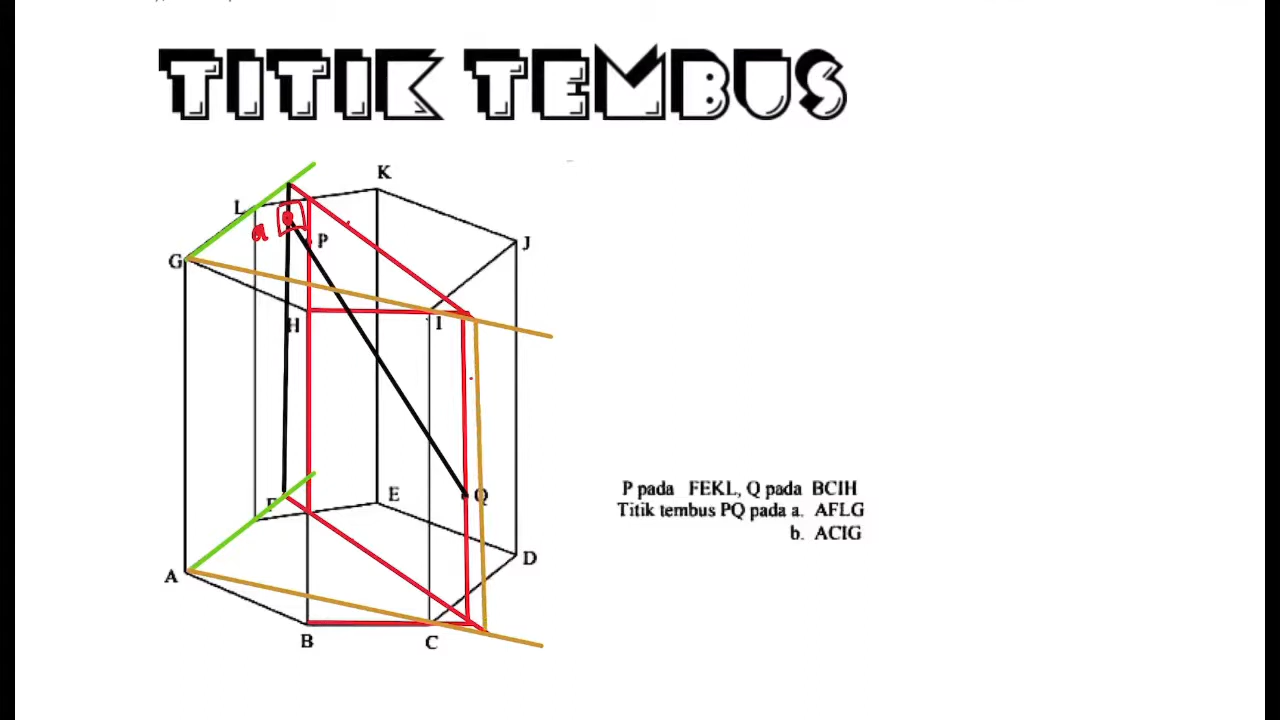 TITIK TEMBUS
K
L
a
P
J
G
H
I
F
E
Q
P pada FEKL, Q pada BCIH
Titik tembus PQ pada a. AFLG
b. ACIG
D
A
B
C